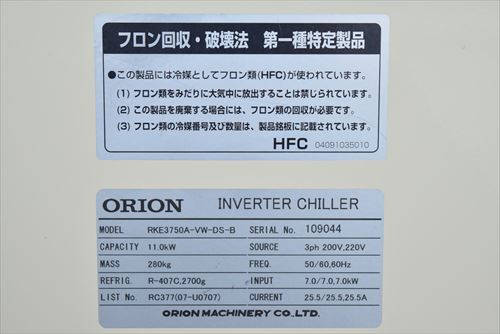 フロン回収・破壊法　第一種特定製品
●この製品には冷媒としてフロン類(HFC)が使われています。
(1) フロン類をみだりに大気中に放出することは禁じられています。
(2) この製品を廃棄する場合には、フロン類の回収が必要です。
(3) フロン類の冷媒番号及び数量は、製品銘板に記載されています。
HFC 04091035010
ORION INVERTER CHILLER
MODEL RKE3750A-VW-DS-B SERIAL No. 109044
CAPACITY 11.0kW SOURCE 3ph 200V,220V
MASS 280kg FREQ. 50/60,60Hz
REFRIG. R-407C,2700g INPUT 7.0/7.0,7.0kW
LIST No. RC377(07-U0707) CURRENT 25.5/25.5,25.5A
ORION MACHINERY CO.,LTD.